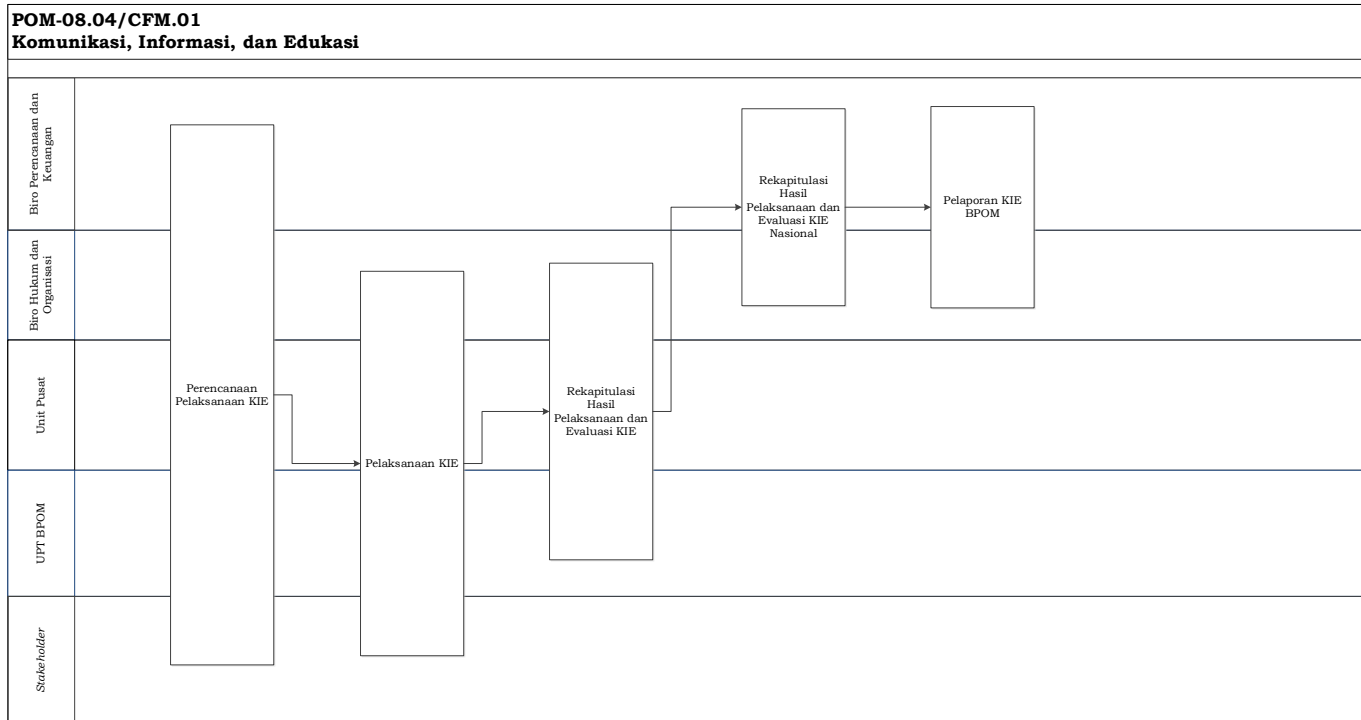 POM-08.04/CFM.01
Komunikasi, Informasi, dan Edukasi
Biro Perencanaan dan
Keuangan
Biro Hukum dan
Organisasi
Unit Pusat
UPT BPOM
Stakeholder
Perencanaan
Pelaksanaan KIE
Pelaksanaan KIE
Rekapitulasi
Hasil
Pelaksanaan dan
Evaluasi KIE
Rekapitulasi
Hasil
Pelaksanaan dan
Evaluasi KIE
Nasional
Pelaporan KIE
BPOM